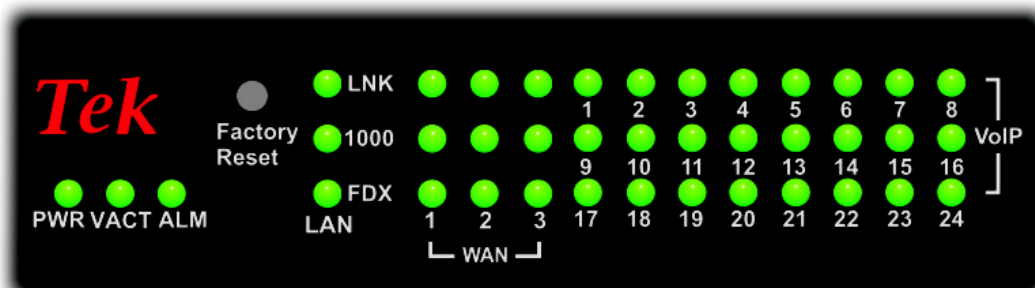 Tek
Factory
Reset
PWR VACT ALM
LNK
1000
FDX
LAN
1 2 3 4 5 6 7 8
9 10 11 12 13 14 15 16
1 2 3 17 18 19 20 21 22 23 24
WAN
VoIP